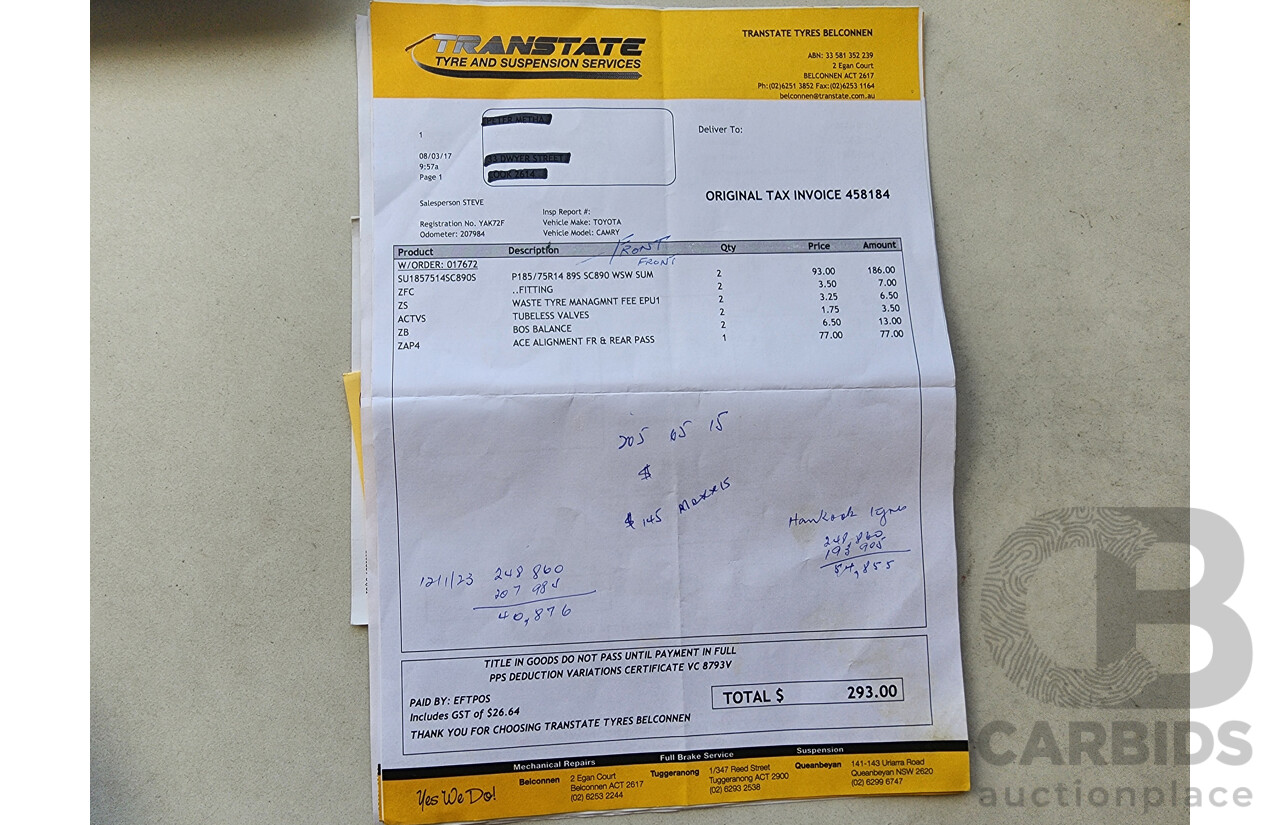 TRANSTATE
TYRE AND SUSPENSION SERVICES
TRANSTATE TYRES BELCONNEN
ABN: 33 581 352 239
2 Egan Court
BELCONNEN ACT 2617
Ph:(02)6251 3852 Fax:(02)6253 1164
belconnen@transtate.com.au
1
Deliver To:
08/03/17
9:57a
Page 1
ORIGINAL TAX INVOICE 458184
Salesperson STEVE
Insp Report #:
Registration No. YAK72F Vehicle Make: TOYOTA
Odometer: 207984 Vehicle Model: CAMRY
FRONT
FRONT
Product Description Qty Price Amount
W/ORDER: 017672
SU1857514SC890S P185/75R14 89S SC890 WSW SUM 2 93.00 186.00
ZFC ..FITTING 2 3.50 7.00
ZS WASTE TYRE MANAGMNT FEE EPU1 2 3.25 6.50
ACTVS TUBELESS VALVES 2 1.75 3.50
ZB BOS BALANCE 2 6.50 13.00
ZAP4 ACE ALIGNMENT FR & REAR PASS 1 77.00 77.00
205 65 15
$
$ 145 Maxxis
Hankook
248,860
193 905
54,855
12/1/23 248 860
207 984
40,876
TITLE IN GOODS DO NOT PASS UNTIL PAYMENT IN FULL
PPS DEDUCTION VARIATIONS CERTIFICATE VC 8793V
PAID BY: EFTPOS
Includes GST of $26.64
THANK YOU FOR CHOOSING TRANSTATE TYRES BELCONNEN
TOTAL $ 293.00
Mechanical Repairs Full Brake Service Suspension
Yes We Do!
Belconnen 2 Egan Court
Belconnen ACT 2617
(02) 6253 2244
Tuggeranong 1/347 Reed Street
Tuggeranong ACT 2900
(02) 6293 2538
Queanbeyan 141-143 Uriarra Road
Queanbeyan NSW 2620
(02) 6299 6747
CB
CARBIDS
auctionplace